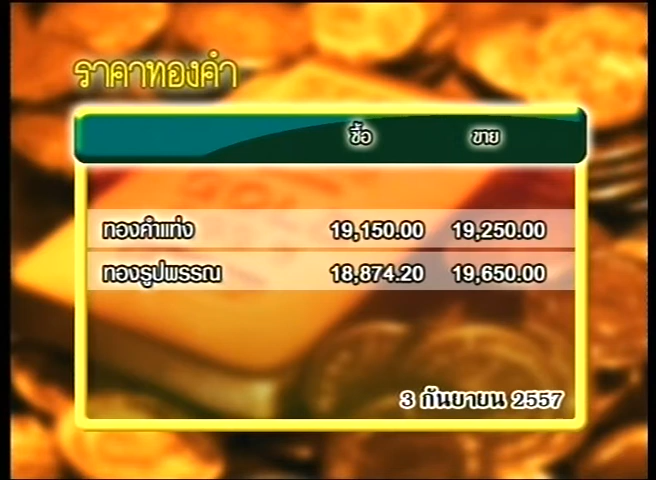 ราคาทองคำ
ซื้อ ขาย
ทองคำแท่ง 19,150.00 19,250.00
ทองรูปพรรณ 18,874.20 19,650.00
3 กันยายน 2557